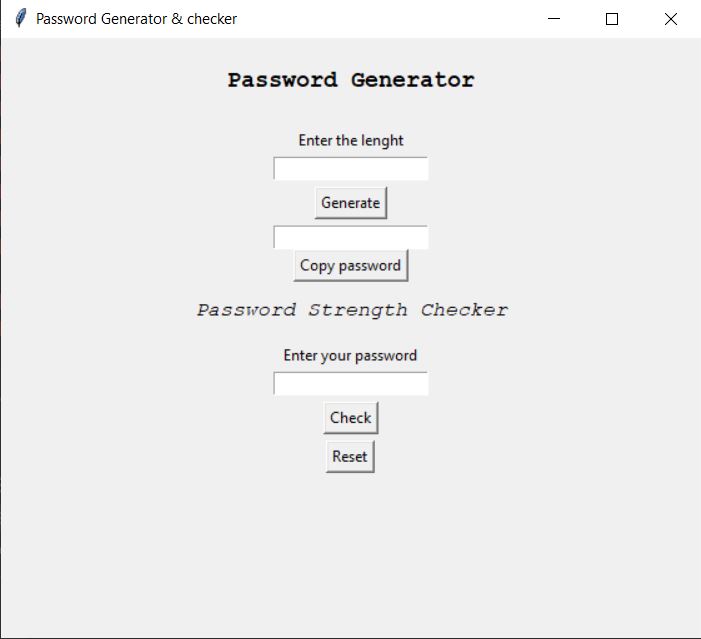 Password Generator & checker
Password Generator
Enter the lenght
Generate
Copy password
Password Strength Checker
Enter your password
Check
Reset